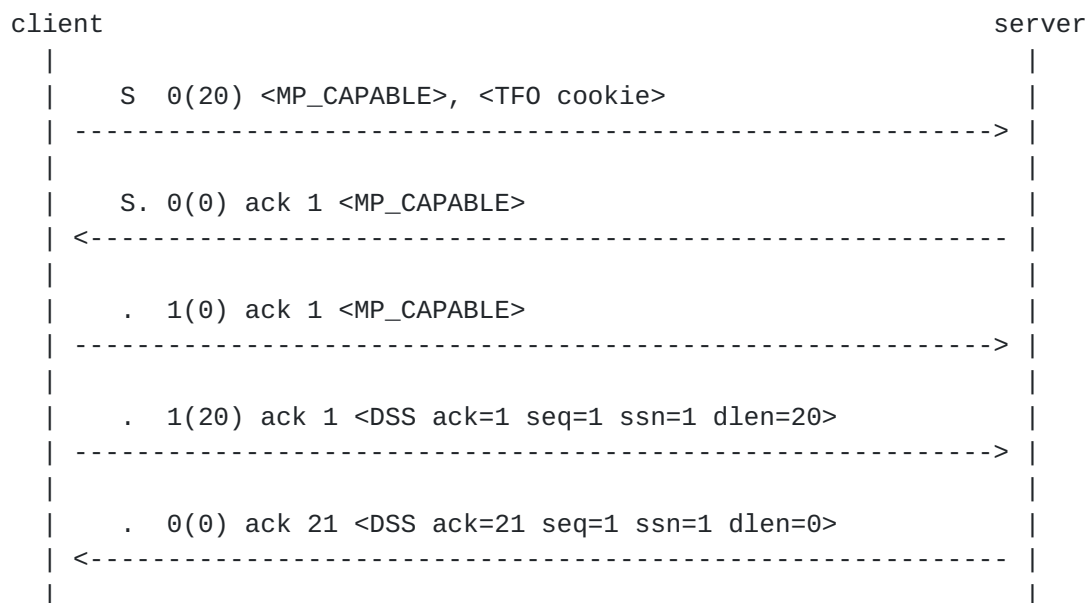 client server
S 0(20) <MP_CAPABLE>, <TFO cookie>
S. 0(0) ack 1 <MP_CAPABLE>
. 1(0) ack 1 <MP_CAPABLE>
. 1(20) ack 1 <DSS ack=1 seq=1 ssn=1 dlen=20>
. 0(0) ack 21 <DSS ack=21 seq=1 ssn=1 dlen=0>